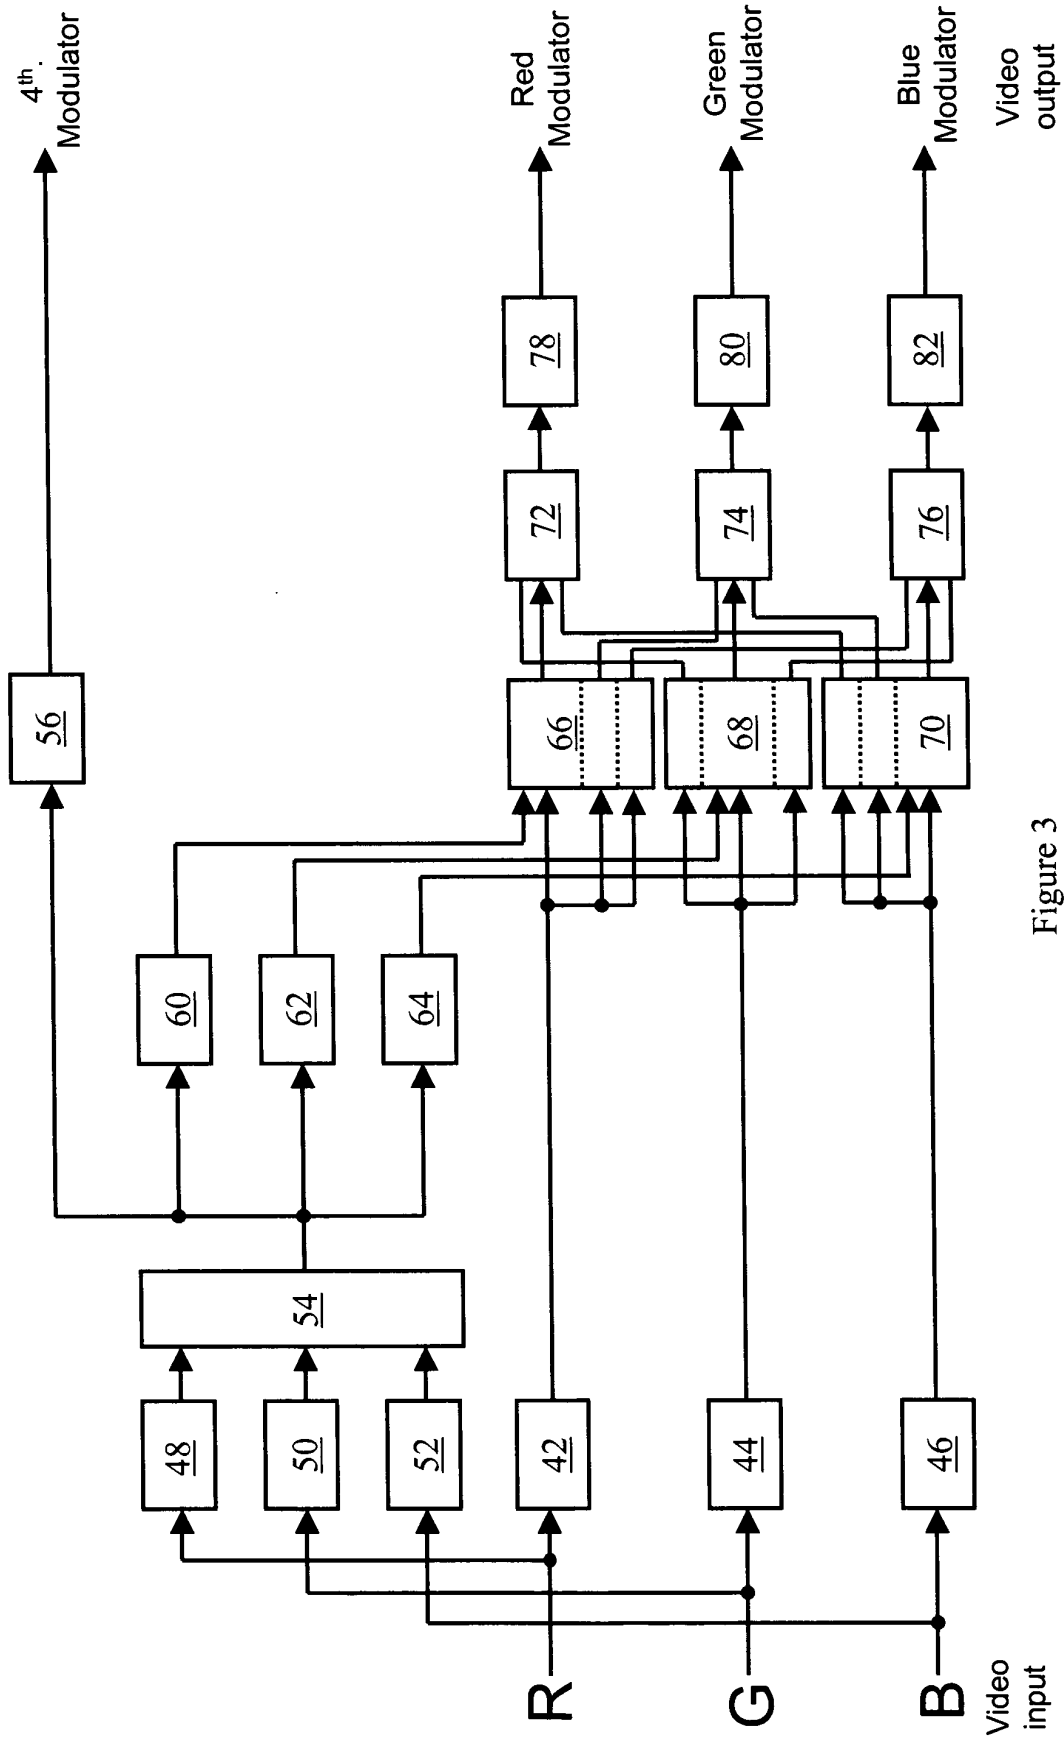 4th.
Modulator
56
60
62
64
48
50
52
54
R
42
66
72
78
Red
Modulator
G
44
68
74
80
Green
Modulator
B
46
70
76
82
Blue
Modulator
Video
input
Video
output
Figure 3